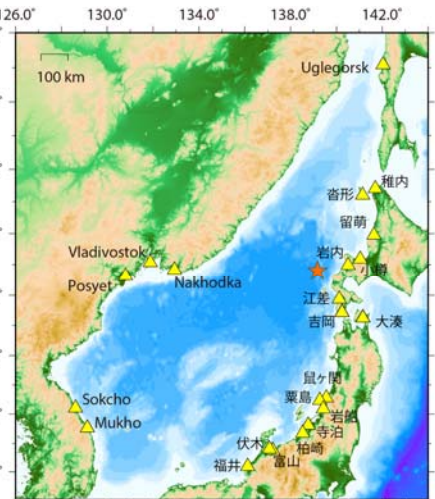 126.0° 130.0° 134.0° 138.0° 142.0°
100 km
Uglegorsk
稚内
沓形
留萌
Vladivostok
岩内
小樽
Posyet
Nakhodka
江差
吉岡
大湊
鼠ヶ関
Sokcho
粟島
岩船
Mukho
寺泊
伏木
柏崎
富山
福井